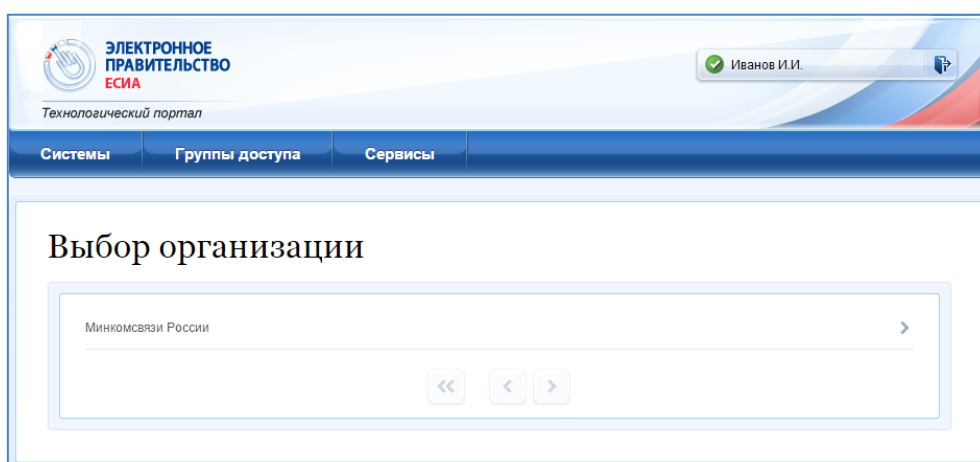 ЭЛЕКТРОННОЕ
ПРАВИТЕЛЬСТВО
ЕСИА
Технологический портал
Иванов И.И.
Системы Группы доступа Сервисы
Выбор организации
Минкомсвязи России